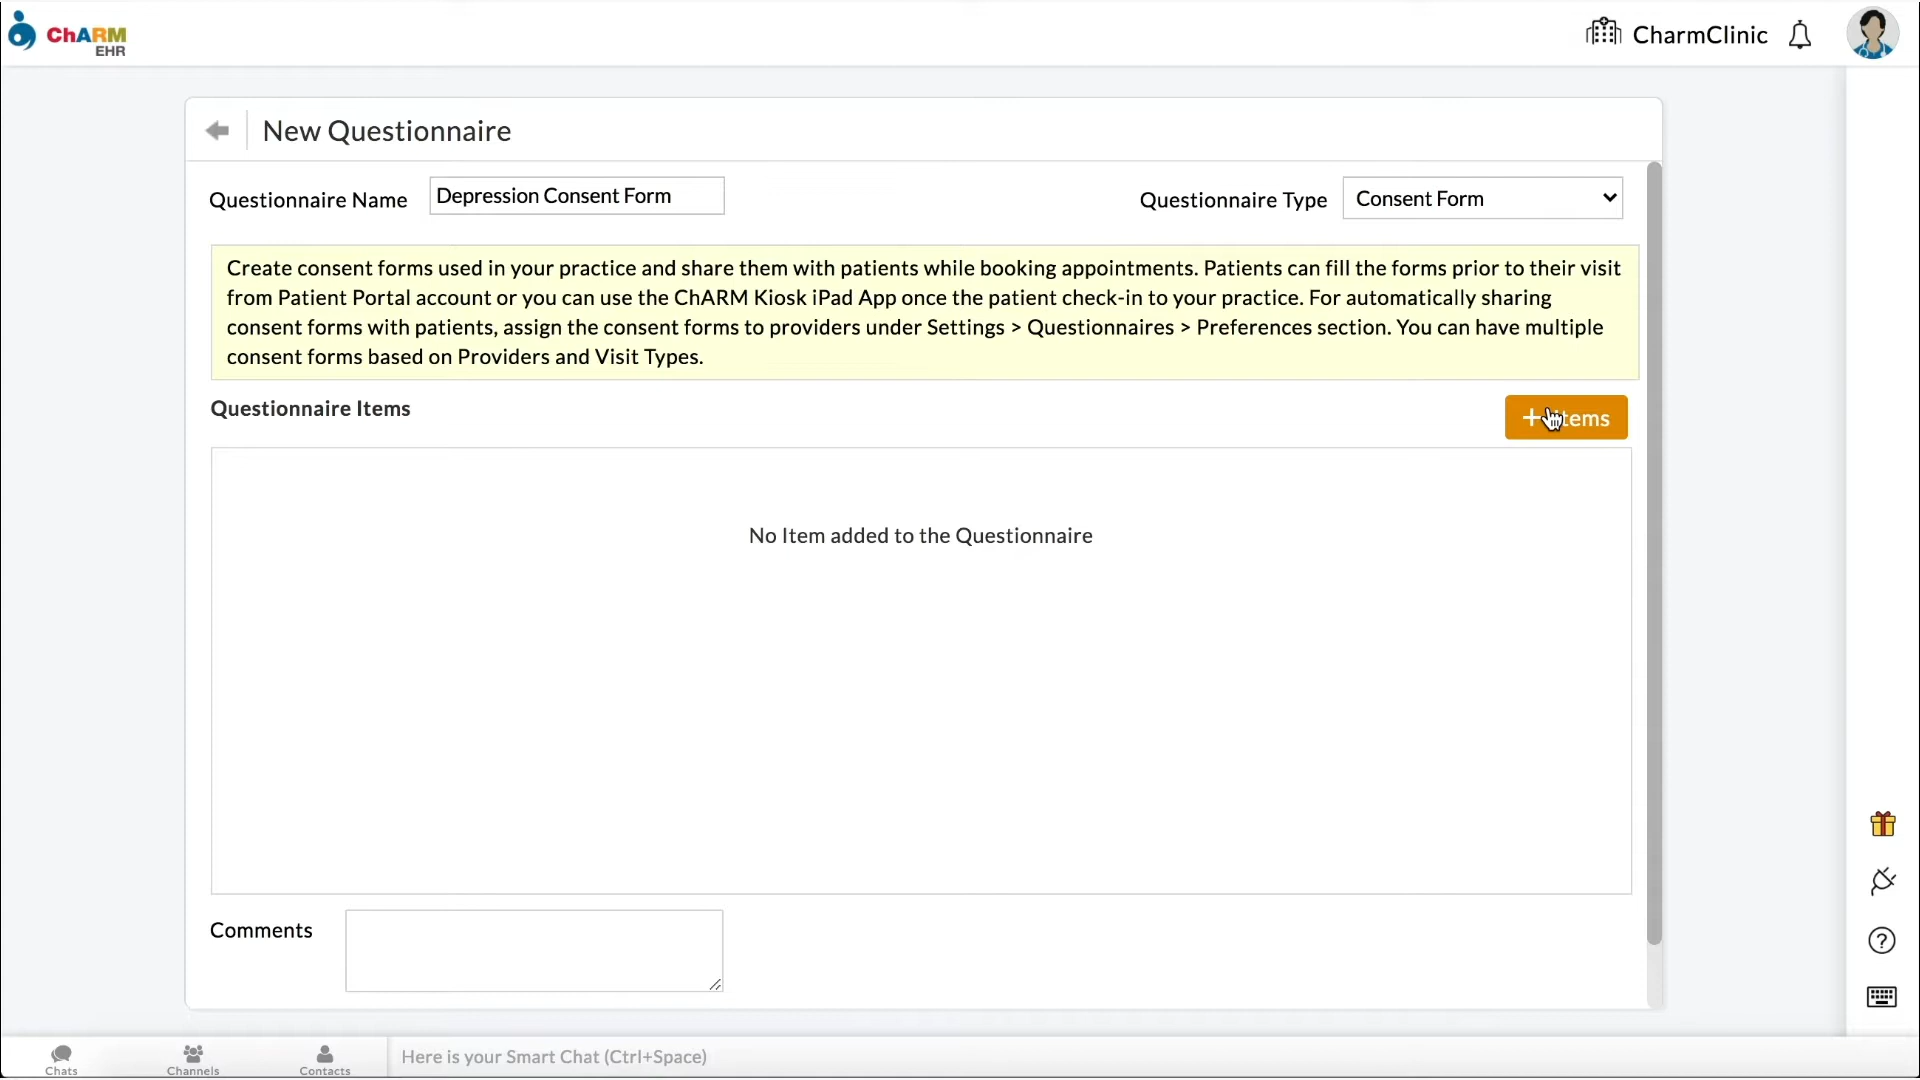 ChARM
EHR
CharmClinic
New Questionnaire
Questionnaire Name
Depression Consent Form
Questionnaire Type
Consent Form
Create consent forms used in your practice and share them with patients while booking appointments. Patients can fill the forms prior to their visit
from Patient Portal account or you can use the ChARM Kiosk iPad App once the patient check-in to your practice. For automatically sharing
consent forms with patients, assign the consent forms to providers under Settings > Questionnaires > Preferences section. You can have multiple
consent forms based on Providers and Visit Types.
Questionnaire Items
+ Items
No Item added to the Questionnaire
Comments
Chats
Channels
Contacts
Here is your Smart Chat (Ctrl+Space)